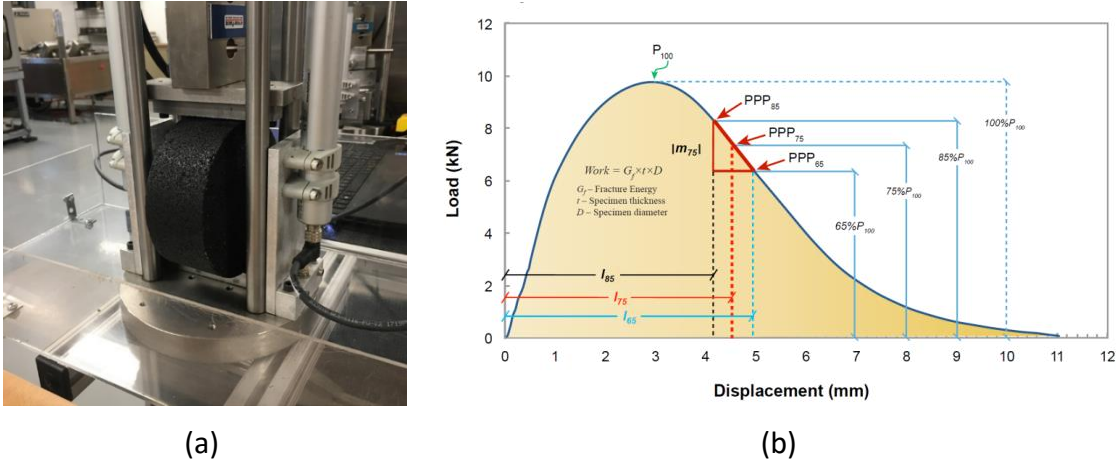 12
10
8
6
4
2
0
Load (kN)
0 1 2 3 4 5 6 7 8 9 10 11 12
Displacement (mm)
P100
PPP85
PPP75
PPP65
|m75|
Work = Gf×t×D
Gf – Fracture Energy
t – Specimen thickness
D – Specimen diameter
l85
l75
l65
65%P100
75%P100
85%P100
100%P100
(a)
(b)